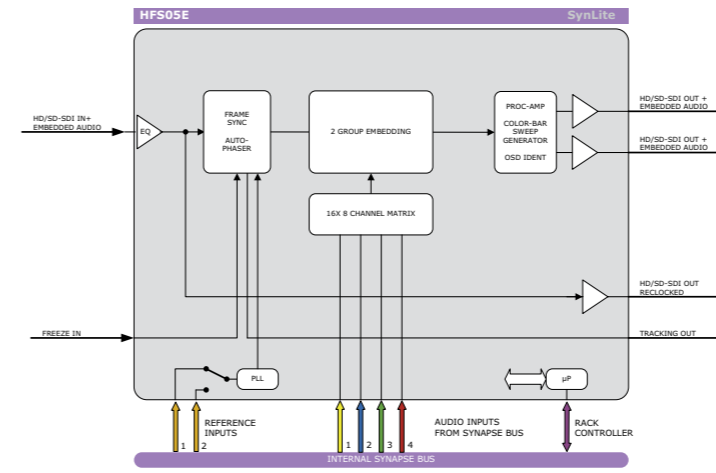 HFS05E
SynLite
HD/SD-SDI IN+
EMBEDDED AUDIO
EQ
FRAME
SYNC
AUTO-
PHASER
2 GROUP EMBEDDING
PROC-AMP
COLOR-BAR
SWEEP
GENERATOR
OSD IDENT
HD/SD-SDI OUT +
EMBEDDED AUDIO
HD/SD-SDI OUT +
EMBEDDED AUDIO
16X 8 CHANNEL MATRIX
HD/SD-SDI OUT
RECLOCKED
FREEZE IN
TRACKING OUT
PLL
µP
REFERENCE
INPUTS
1
2
1
2
3
4
AUDIO INPUTS
FROM SYNAPSE BUS
RACK
CONTROLLER
INTERNAL SYNAPSE BUS